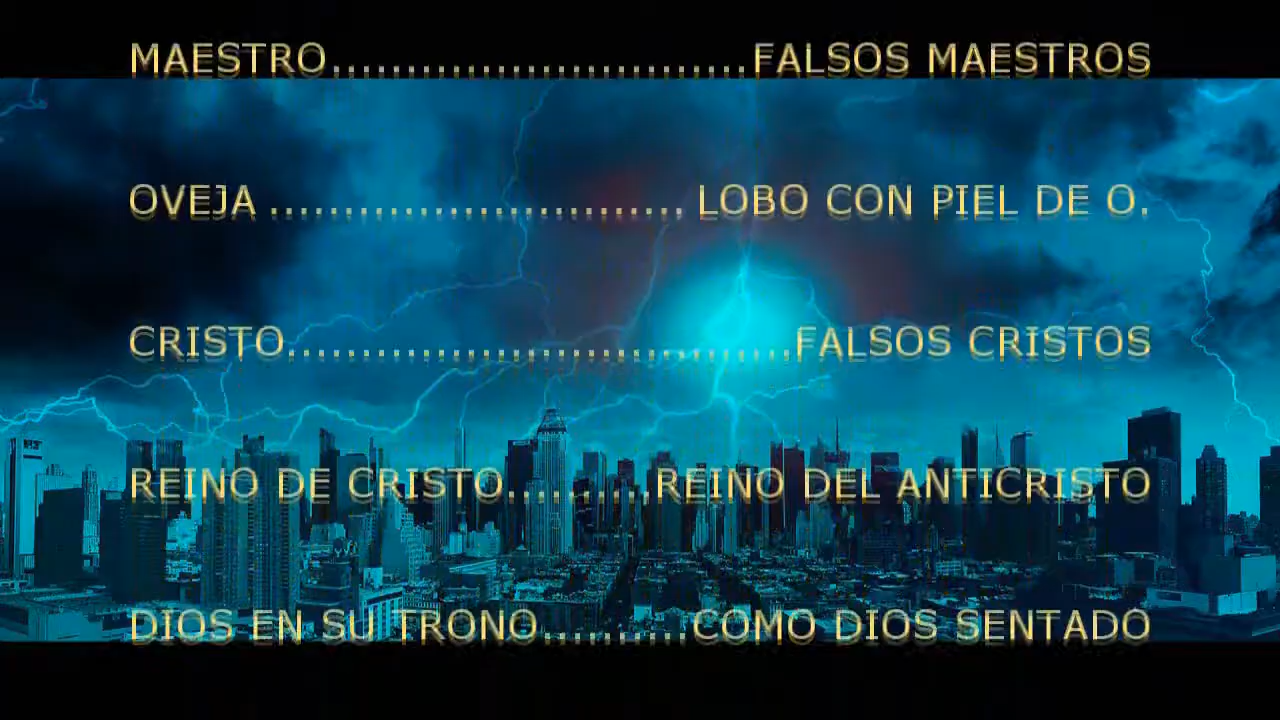 MAESTRO............................FALSOS MAESTROS
OVEJA ............................ LOBO CON PIEL DE O.
CRISTO..................................FALSOS CRISTOS
REINO DE CRISTO..........REINO DEL ANTICRISTO
DIOS EN SU TRONO..........COMO DIOS SENTADO